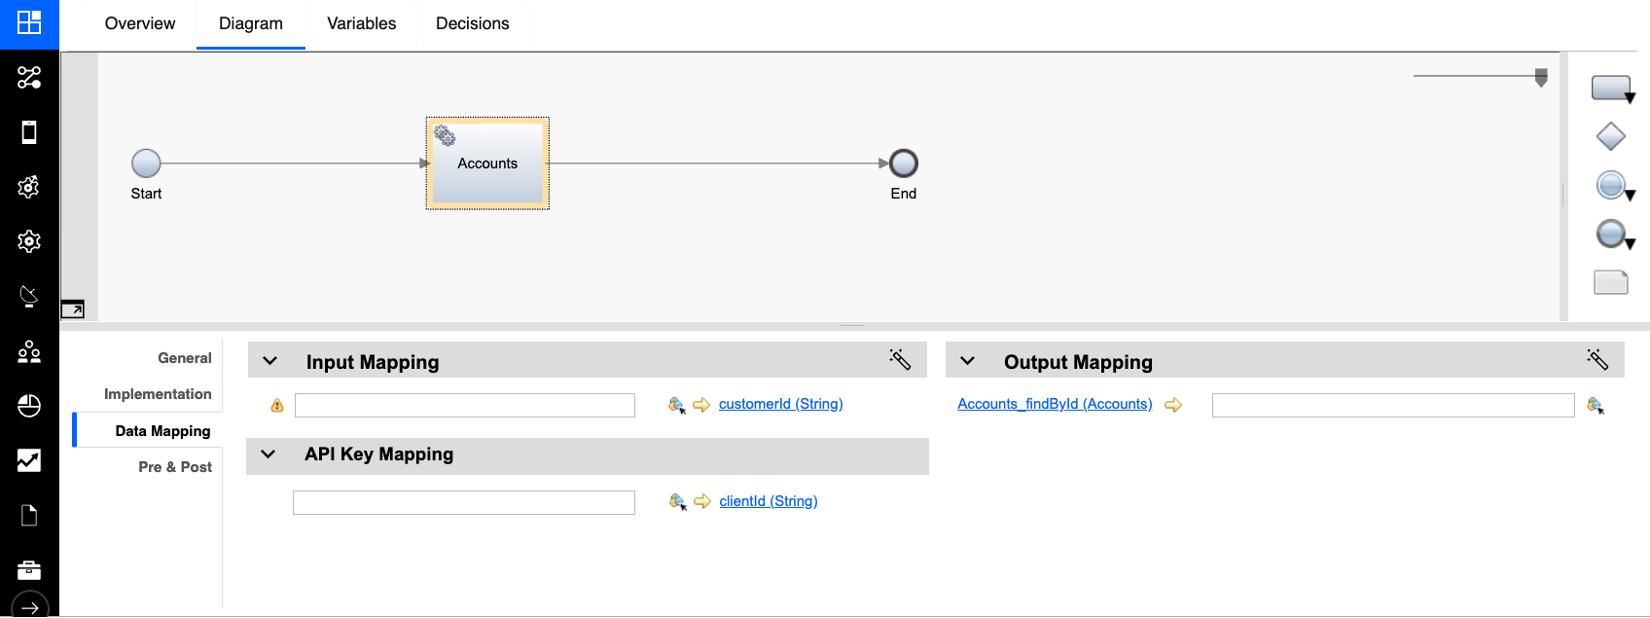 Overview
Diagram
Variables
Decisions
Accounts
Start
End
General
Implementation
Data Mapping
Pre & Post
Input Mapping
customerId (String)
API Key Mapping
clientId (String)
Output Mapping
Accounts_findById (Accounts)